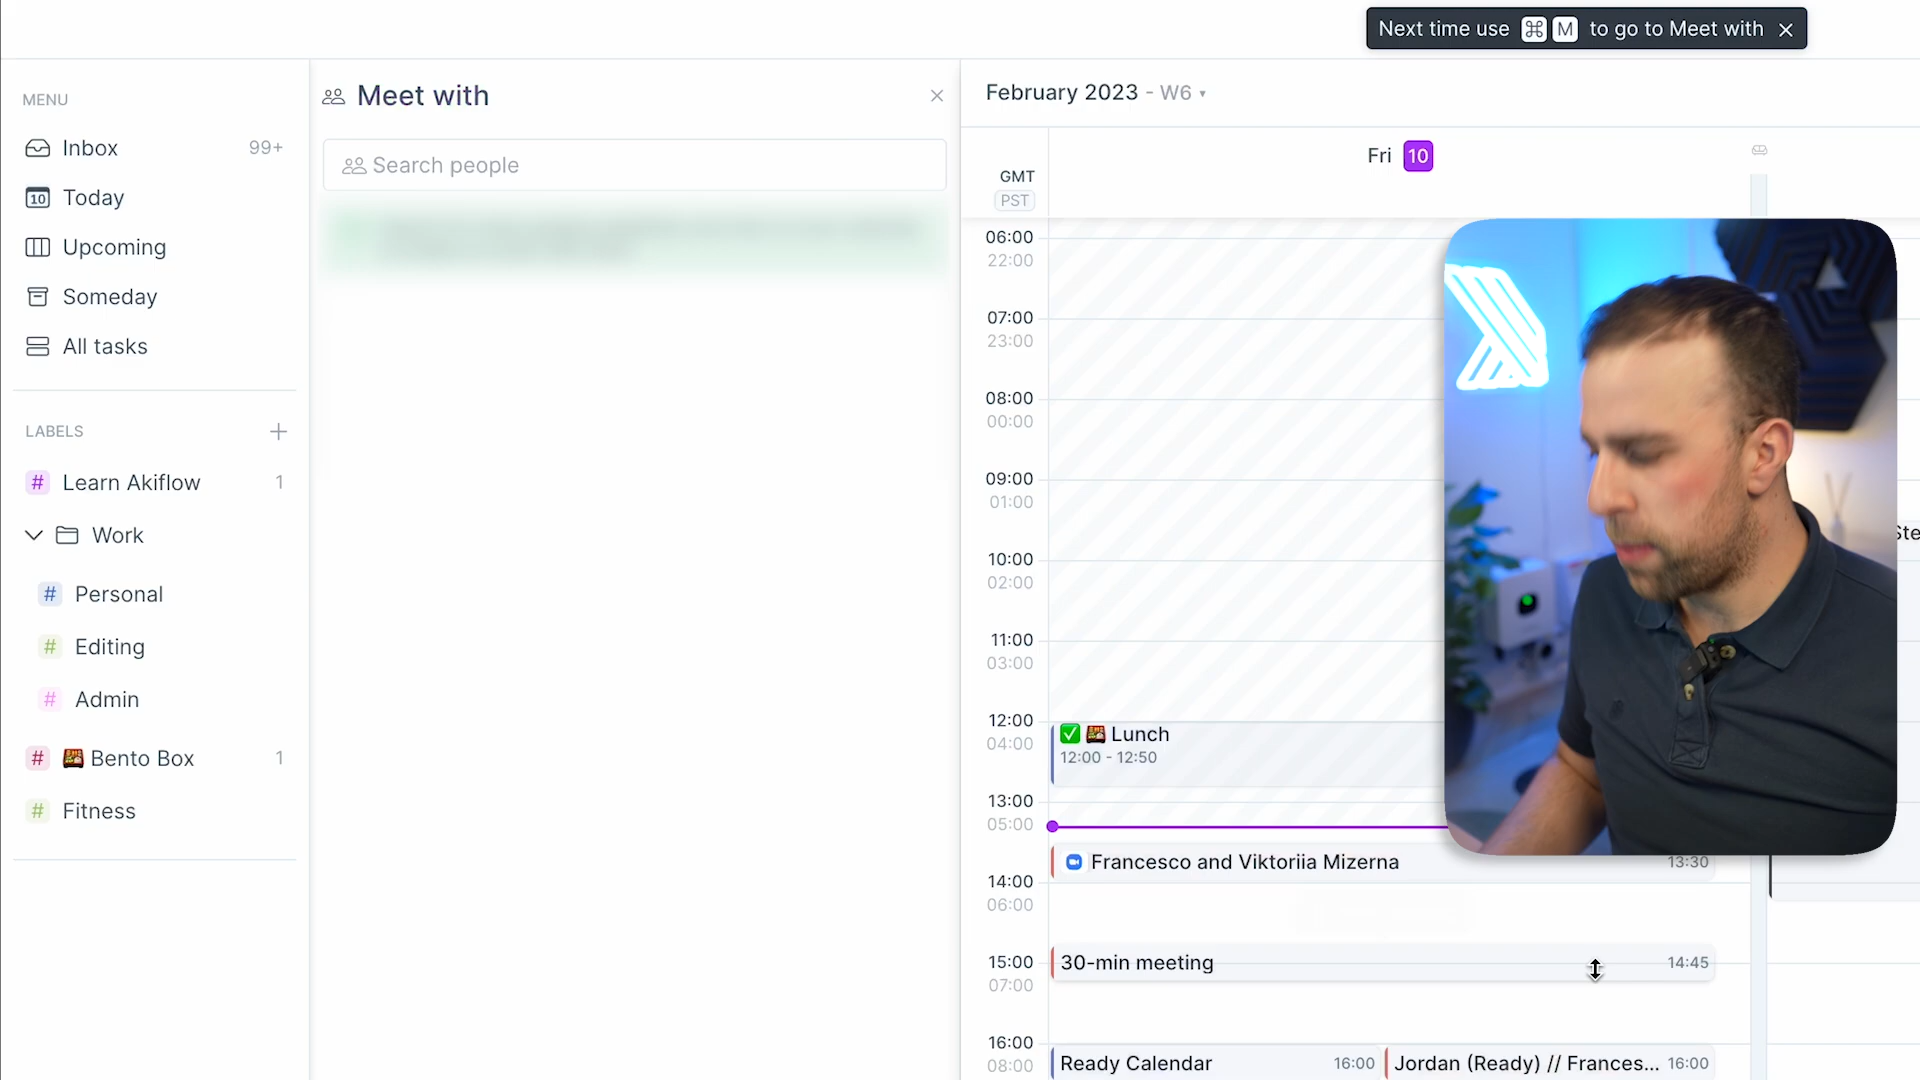 Next time use ⌘ M to go to Meet with
MENU
Inbox 99+
10 Today
Upcoming
Someday
All tasks
LABELS
# Learn Akiflow 1
Work
# Personal
# Editing
# Admin
# Bento Box 1
# Fitness
Meet with
Search people
February 2023 - W6
Fri 10
GMT
PST
06:00
22:00
07:00
23:00
08:00
00:00
09:00
01:00
10:00
02:00
11:00
03:00
12:00
04:00
Lunch
12:00 - 12:50
13:00
05:00
Francesco and Viktoriia Mizerna 13:30
14:00
06:00
15:00
07:00
30-min meeting 14:45
16:00
08:00
Ready Calendar 16:00
Jordan (Ready) // Frances... 16:00